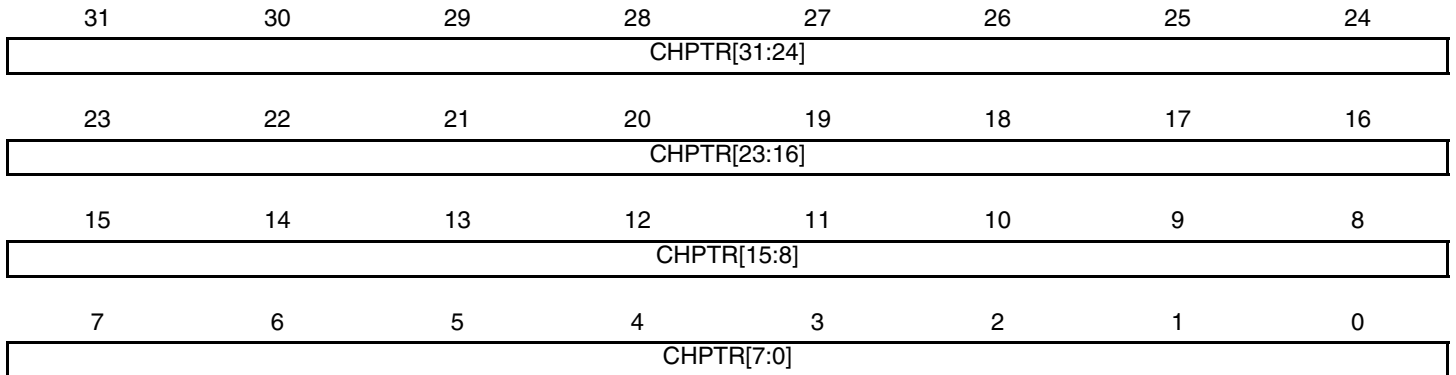 31 30 29 28 27 26 25 24
CHPTR[31:24]
23 22 21 20 19 18 17 16
CHPTR[23:16]
15 14 13 12 11 10 9 8
CHPTR[15:8]
7 6 5 4 3 2 1 0
CHPTR[7:0]